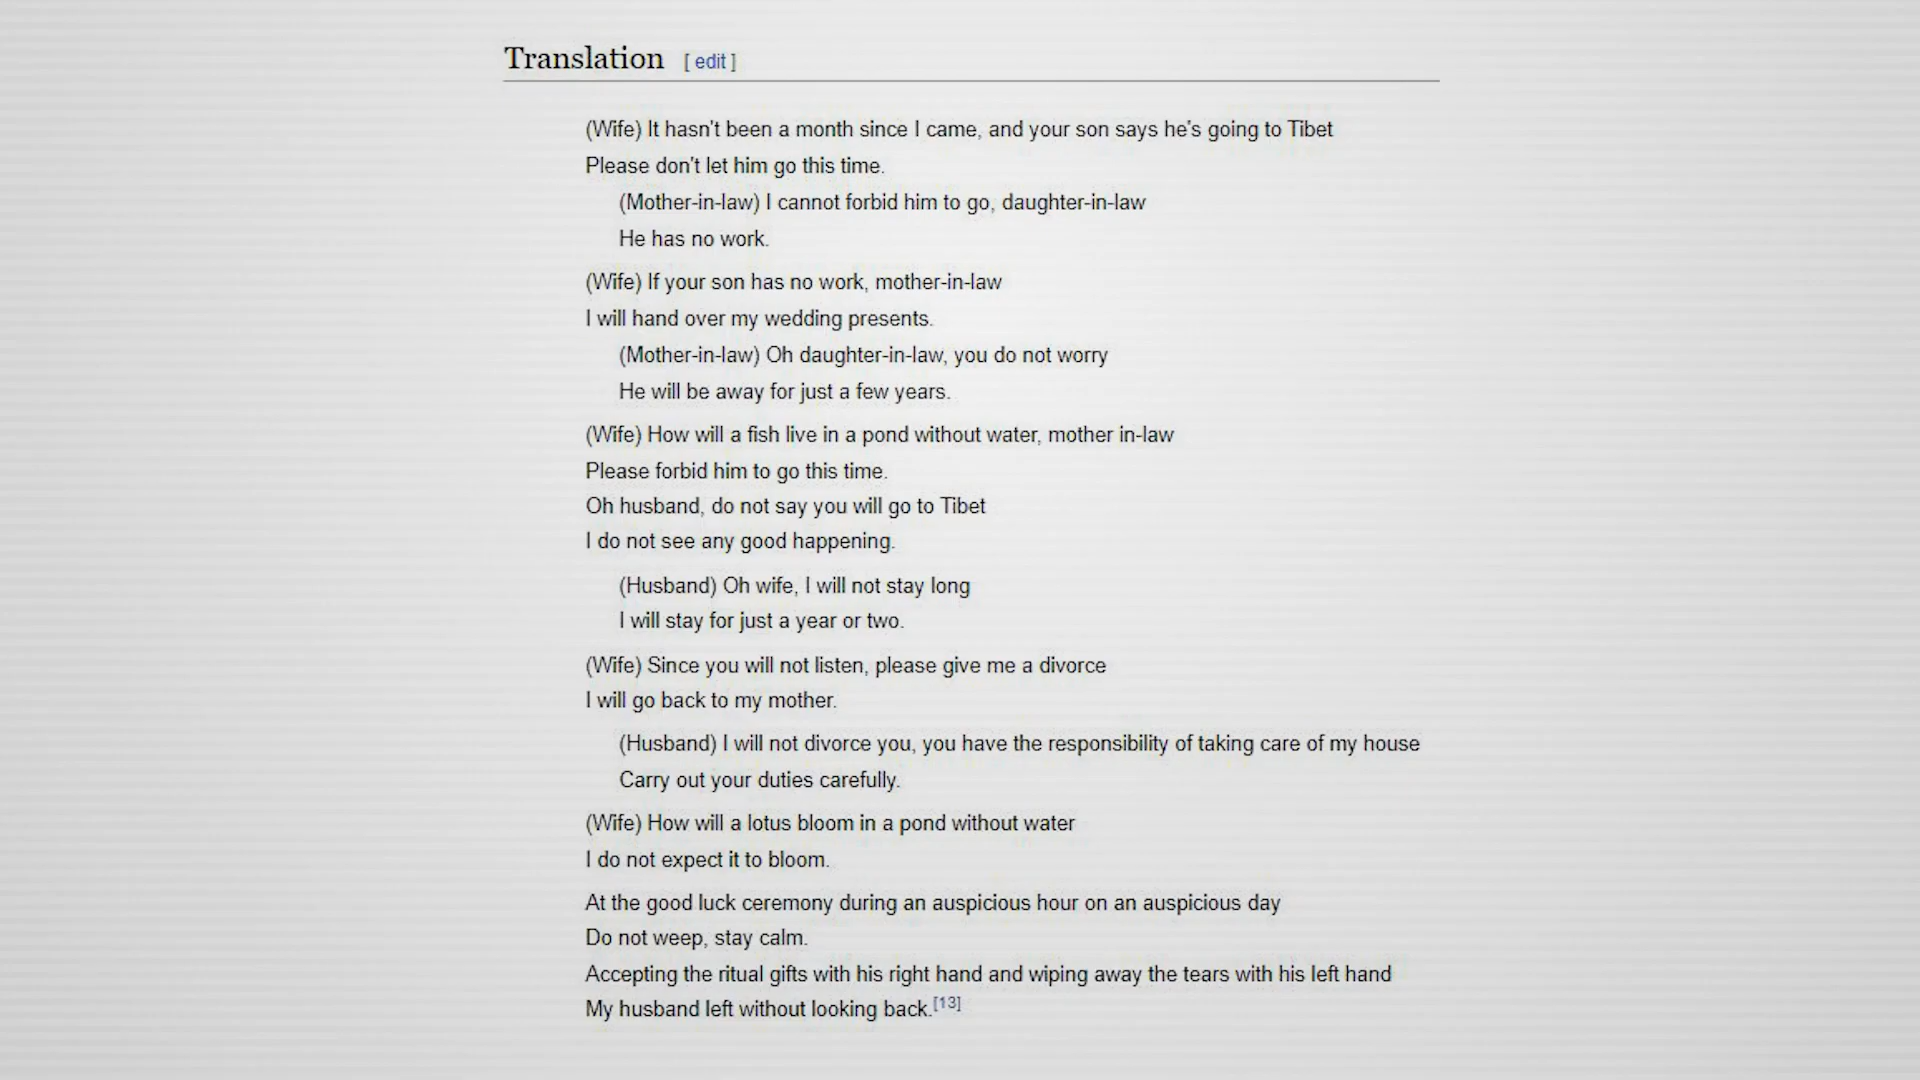 Translation [ edit ]
(Wife) It hasn't been a month since I came, and your son says he's going to Tibet
Please don't let him go this time.
(Mother-in-law) I cannot forbid him to go, daughter-in-law
He has no work.
(Wife) If your son has no work, mother-in-law
I will hand over my wedding presents.
(Mother-in-law) Oh daughter-in-law, you do not worry
He will be away for just a few years.
(Wife) How will a fish live in a pond without water, mother in-law
Please forbid him to go this time.
Oh husband, do not say you will go to Tibet
I do not see any good happening.
(Husband) Oh wife, I will not stay long
I will stay for just a year or two.
(Wife) Since you will not listen, please give me a divorce
I will go back to my mother.
(Husband) I will not divorce you, you have the responsibility of taking care of my house
Carry out your duties carefully.
(Wife) How will a lotus bloom in a pond without water
I do not expect it to bloom.
At the good luck ceremony during an auspicious hour on an auspicious day
Do not weep, stay calm.
Accepting the ritual gifts with his right hand and wiping away the tears with his left hand
My husband left without looking back.[13]